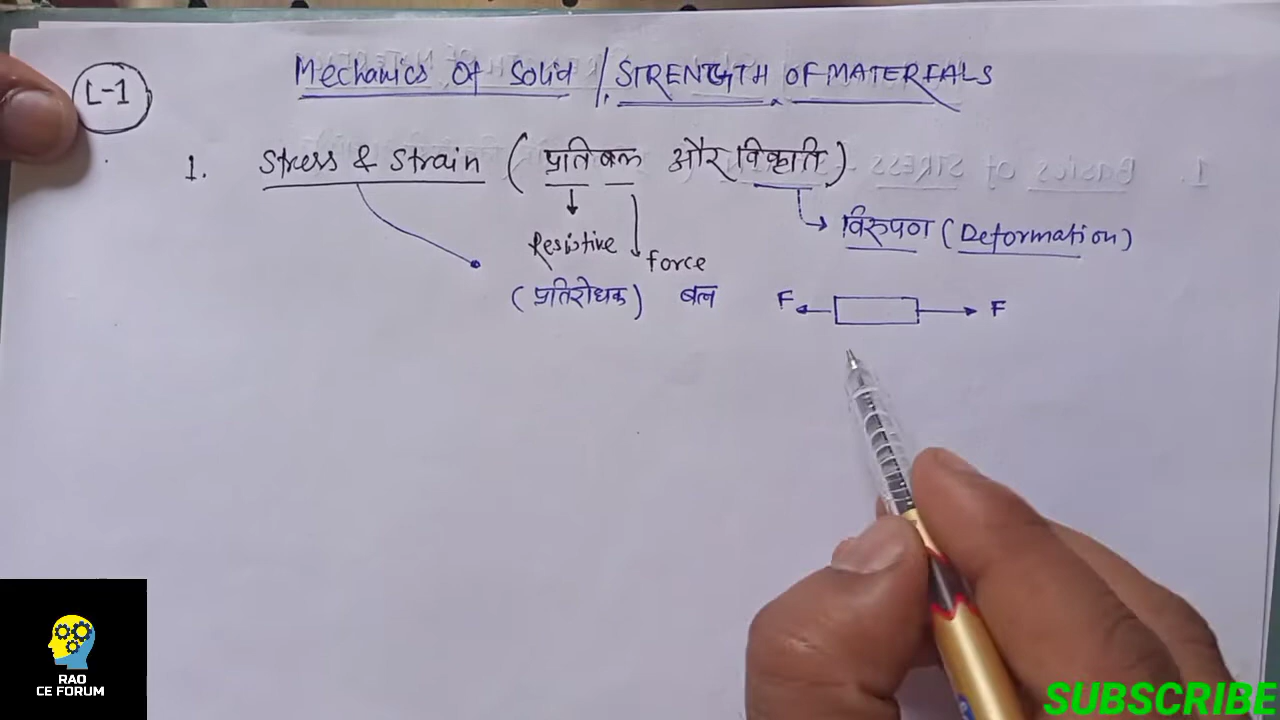 L-1
Mechanics Of Solid / STRENGTH OF MATERIALS
1. Stress & Strain ( प्रतिबल और विकृति )
→ विरुपण ( Deformation )
Resistive force
( प्रतिरोधक ) बल
F F
RAO
CE FORUM
SUBSCRIBE